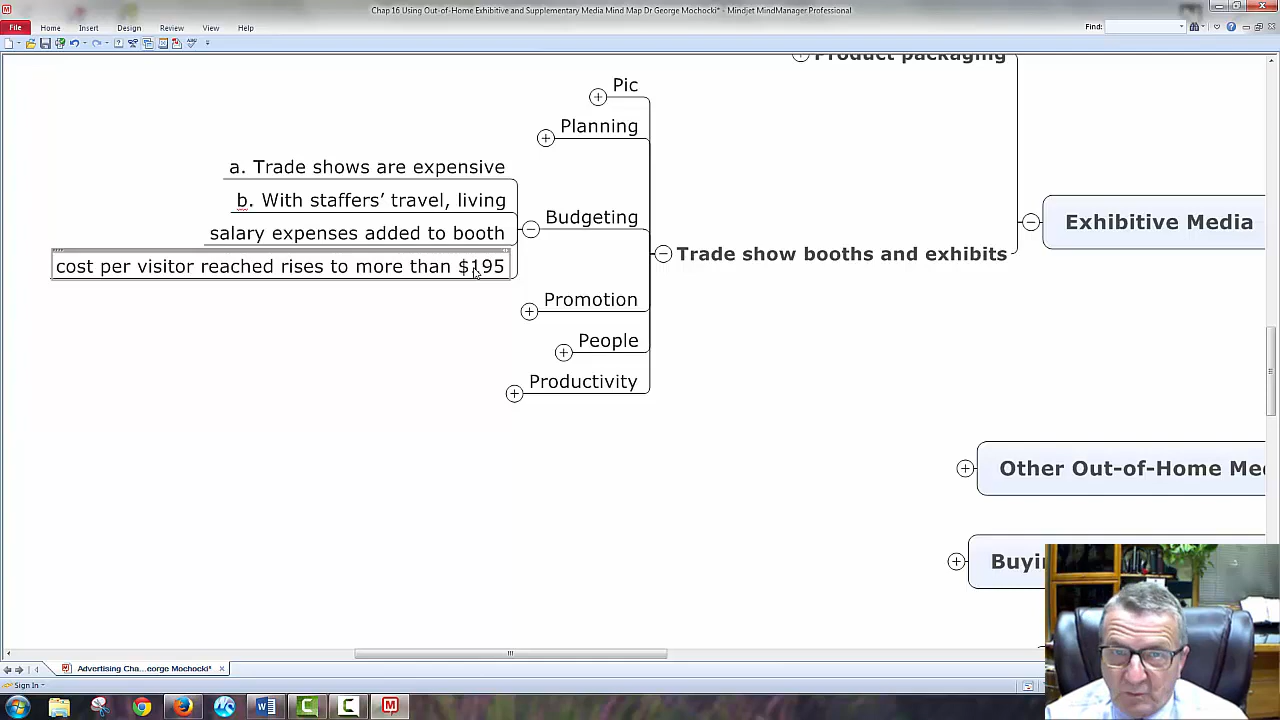 Chap 16 Using Out-of-Home Exhibitive and Supplementary Media Mind Map Dr George Mochocki* - Mindjet MindManager Professional
File Home Insert Design Review View Help
Find:
Product packaging
Pic
Planning
a. Trade shows are expensive
b. With staffers’ travel, living
Budgeting
Exhibitive Media
salary expenses added to booth
Trade show booths and exhibits
cost per visitor reached rises to more than $195
Promotion
People
Productivity
Other Out-of-Home Me
Buyi
Advertising Cha...eorge Mochocki*
Sign In